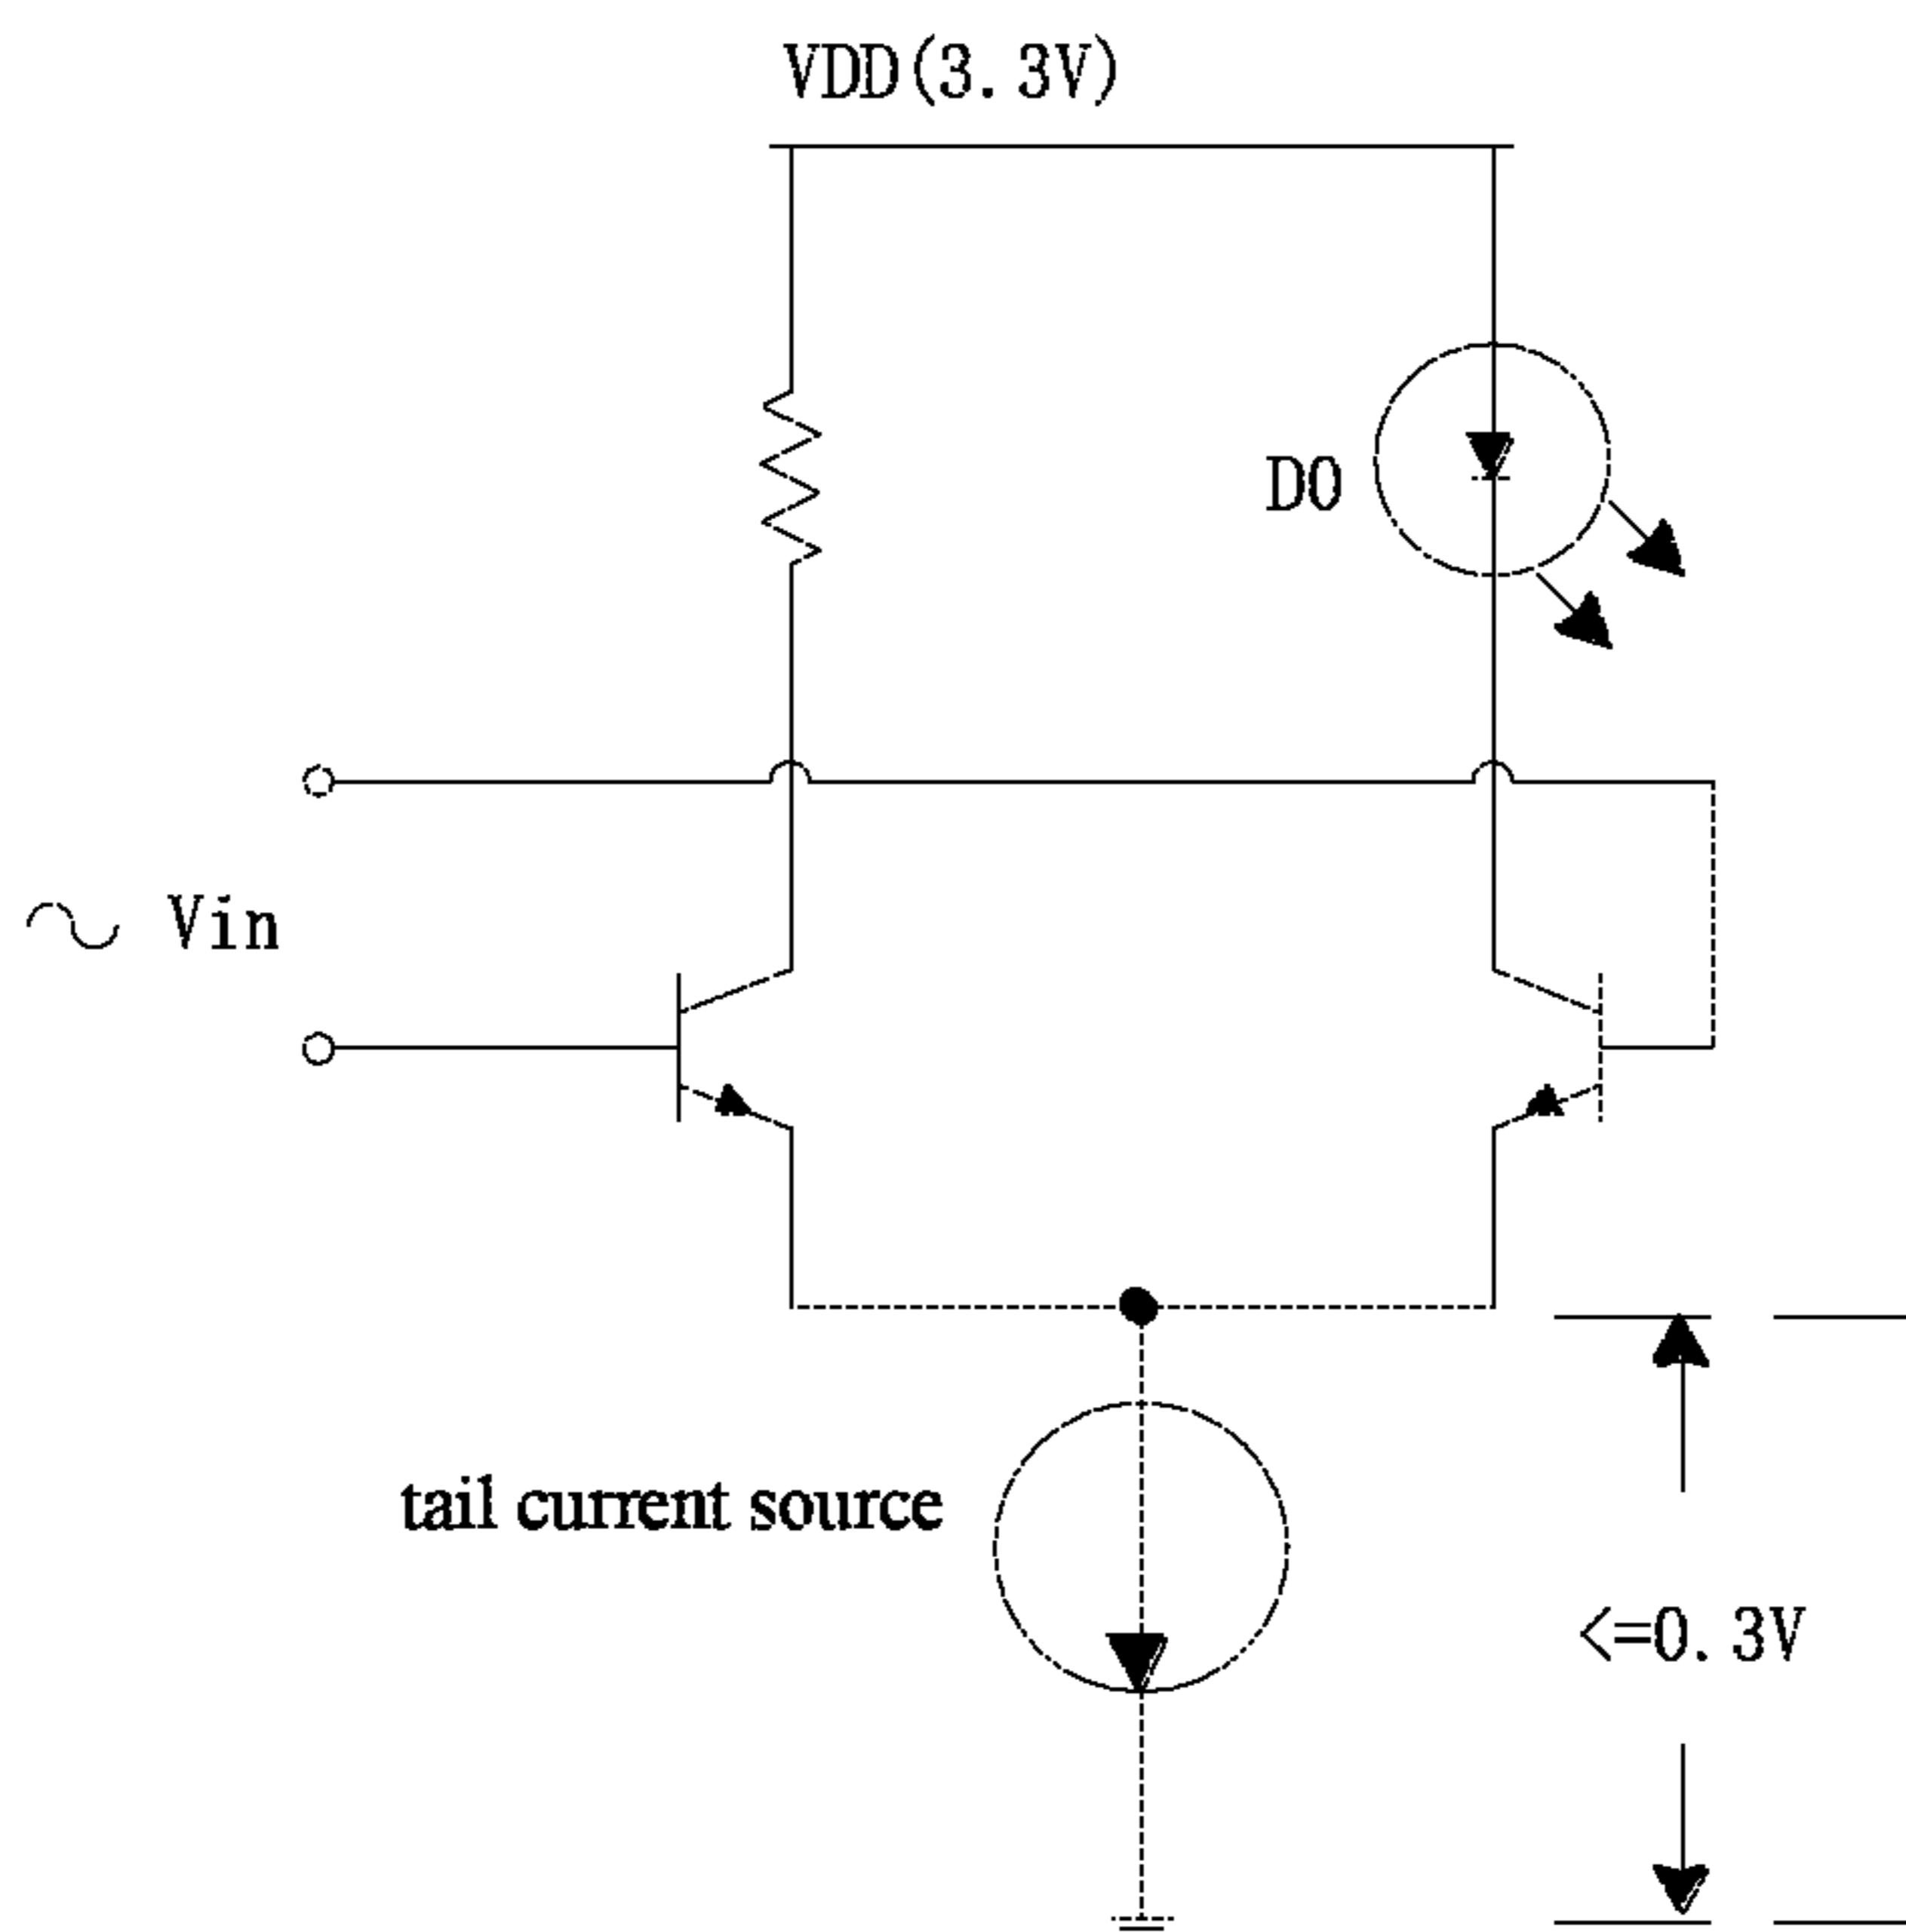 VDD(3.3V)
D0
Vin
tail current source
<=0.3V